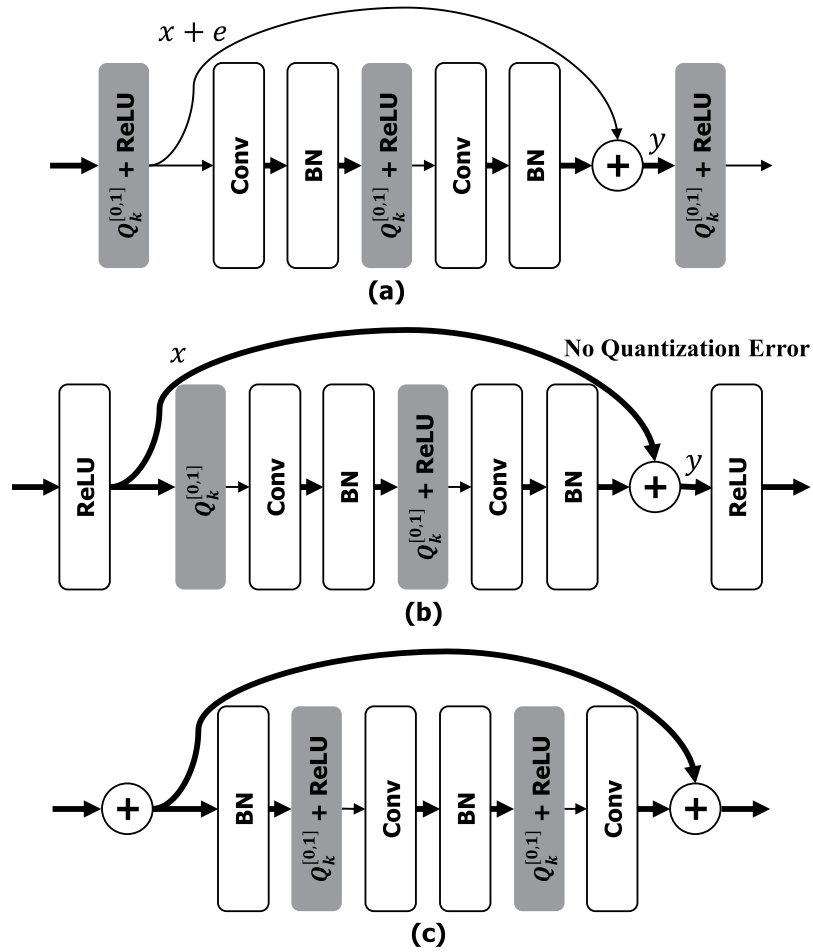 x + e
Q_k^[0,1] + ReLU
Conv
BN
Q_k^[0,1] + ReLU
Conv
BN
+
y
Q_k^[0,1] + ReLU
(a)
x
No Quantization Error
ReLU
Q_k^[0,1]
Conv
BN
Q_k^[0,1] + ReLU
Conv
BN
+
y
ReLU
(b)
+
BN
Q_k^[0,1] + ReLU
Conv
BN
Q_k^[0,1] + ReLU
Conv
+
(c)